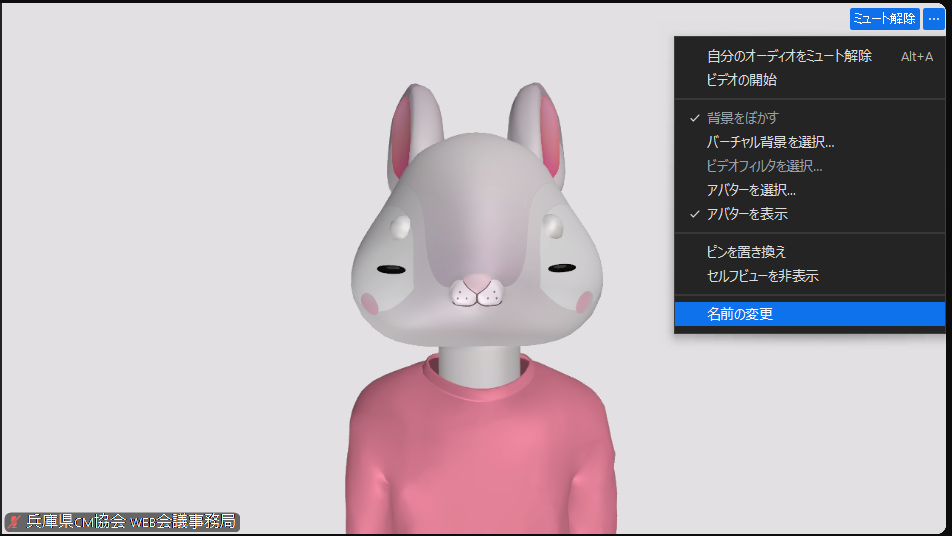 ミュート解除 …
自分のオーディオをミュート解除 Alt+A
ビデオの開始
背景をぼかす
バーチャル背景を選択...
ビデオフィルタを選択...
アバターを選択...
アバターを表示
ピンを置き換え
セルフビューを非表示
名前の変更
兵庫県CM協会 WEB会議事務局